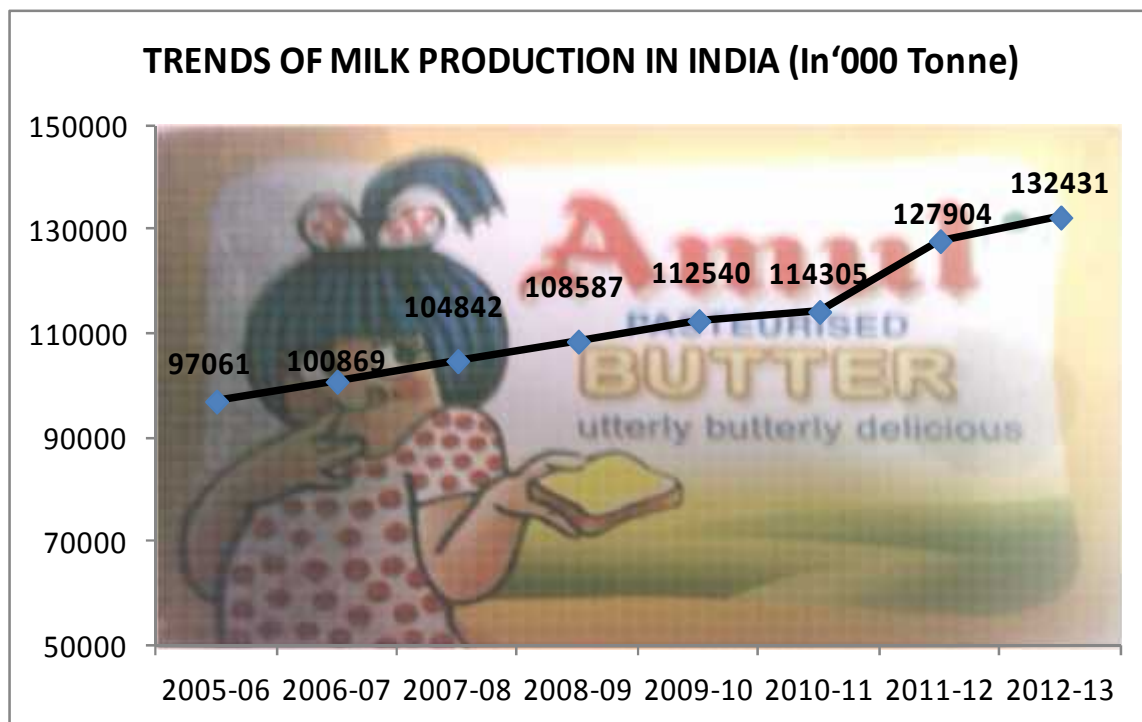 TRENDS OF MILK PRODUCTION IN INDIA (In‘000 Tonne)
150000
130000
110000
90000
70000
50000
97061
100869
104842
108587
112540
114305
127904
132431
Amul
PASTEURISED
BUTTER
utterly butterly delicious
2005-06 2006-07 2007-08 2008-09 2009-10 2010-11 2011-12 2012-13